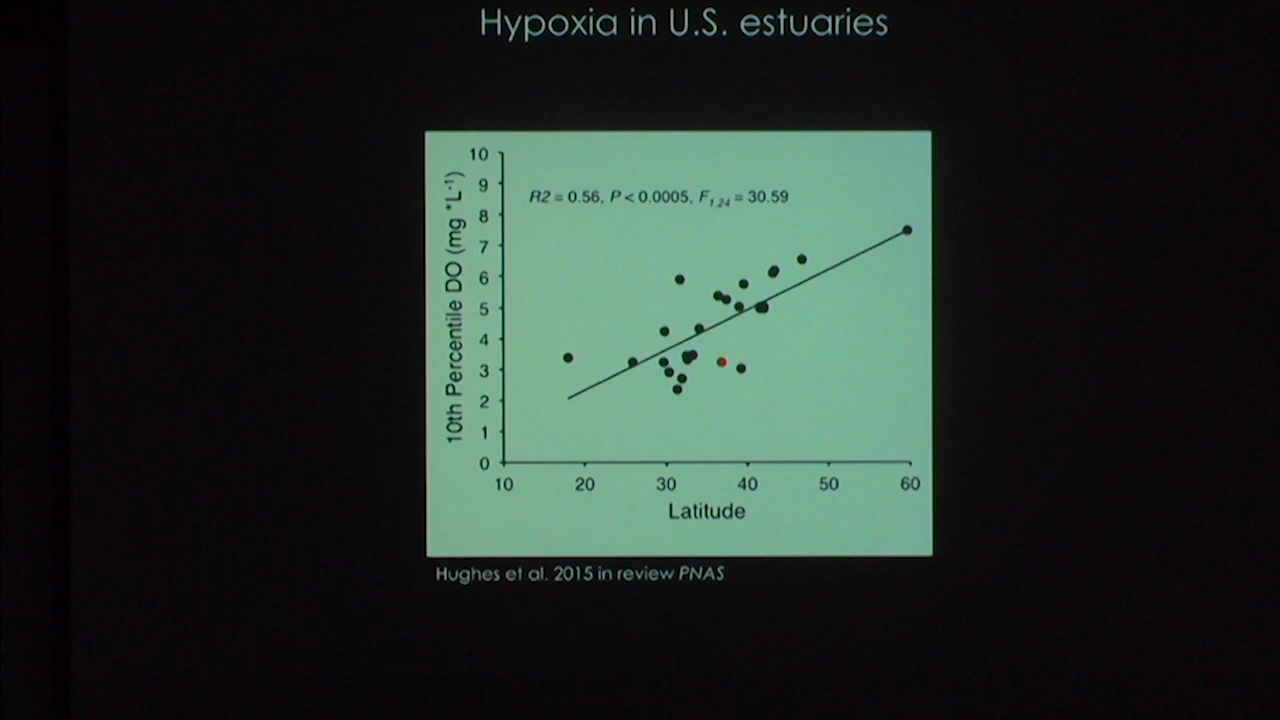 Hypoxia in U.S. estuaries
10
9
8
7
6
5
4
3
2
1
0
10th Percentile DO (mg *L-1)
R2 = 0.56, P < 0.0005, F1,24 = 30.59
10 20 30 40 50 60
Latitude
Hughes et al. 2015 in review PNAS